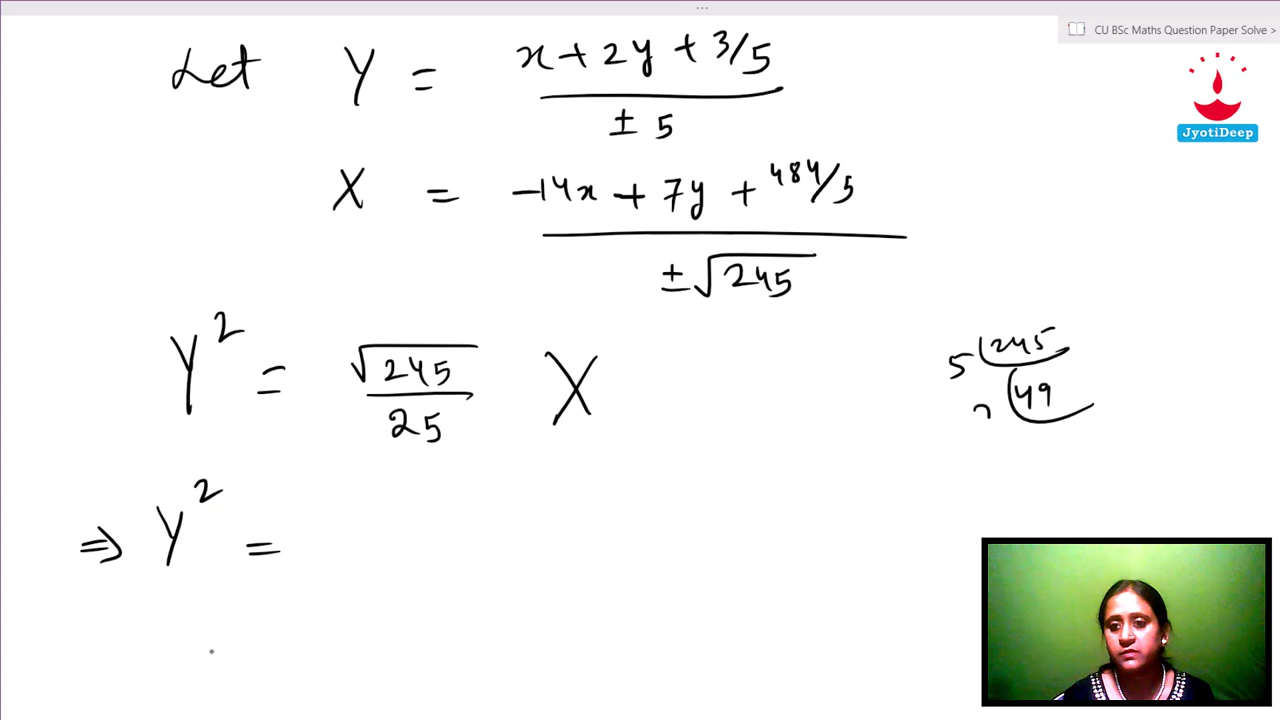 CU BSc Maths Question Paper Solve >
JyotiDeep
Let Y = x + 2y + 3/5
± 5
X = -14x + 7y + 484/5
± √245
Y² = √245 X
25
5 245
49
⇒ Y² =